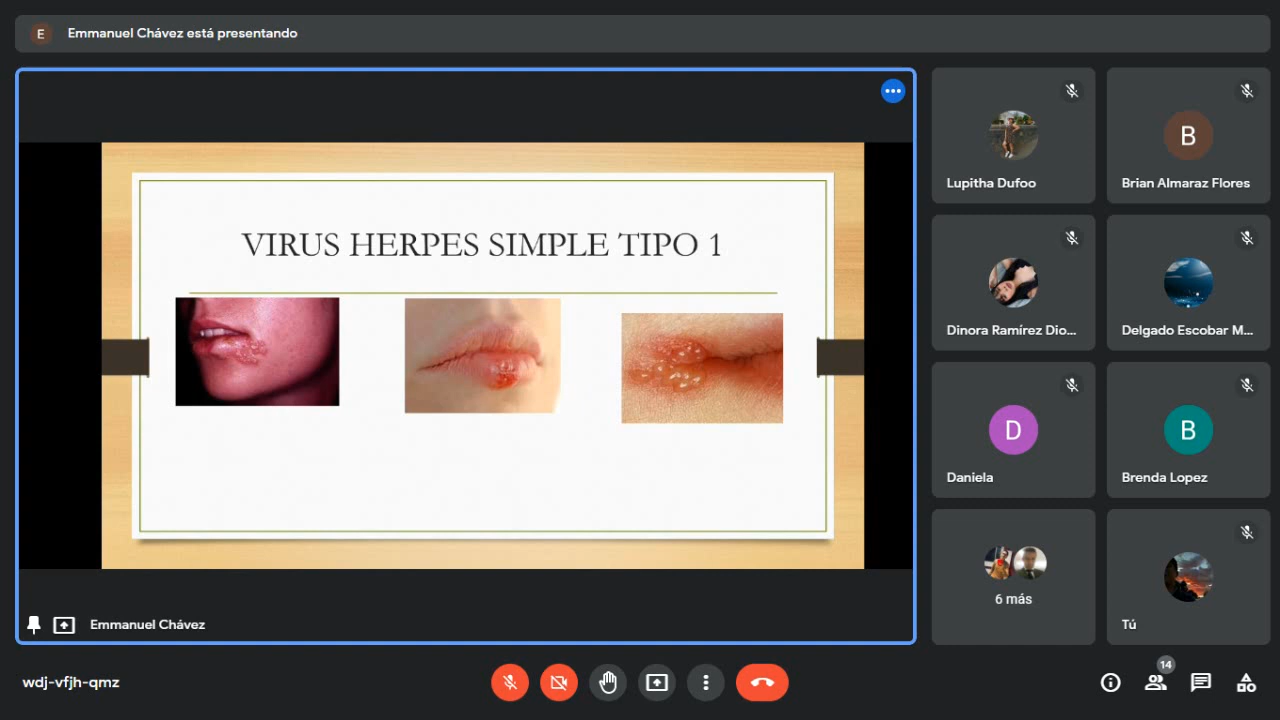 E
Emmanuel Chávez está presentando
VIRUS HERPES SIMPLE TIPO 1
Emmanuel Chávez
Lupitha Dufoo
B
Brian Almaraz Flores
Dinora Ramírez Dio...
Delgado Escobar M...
D
Daniela
B
Brenda Lopez
6 más
Tú
wdj-vfjh-qmz
14